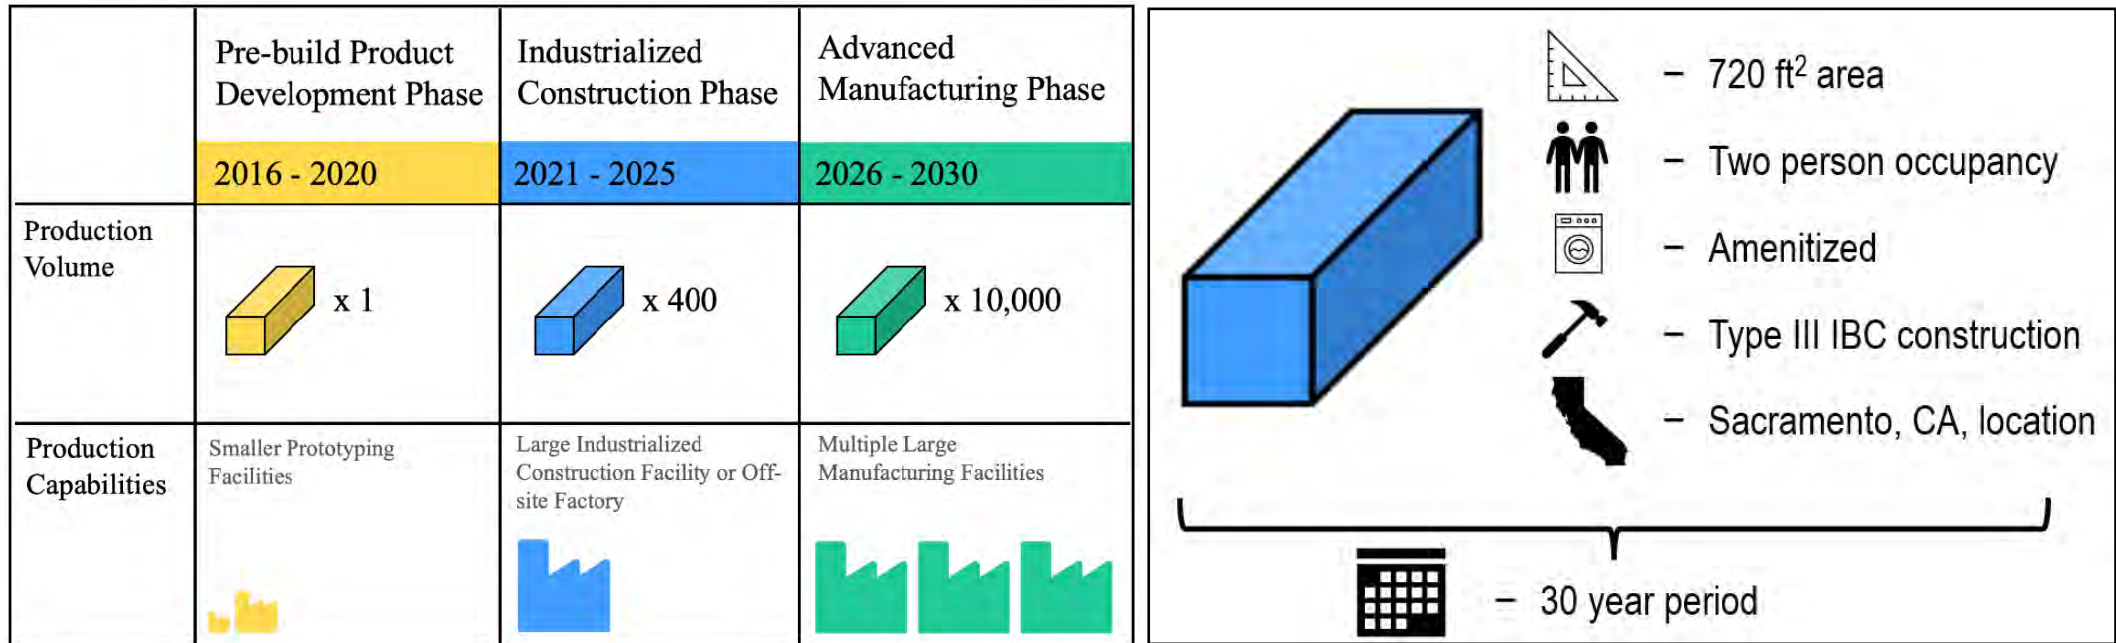 Pre-build Product
Development Phase
Industrialized
Construction Phase
Advanced
Manufacturing Phase
2016 - 2020
2021 - 2025
2026 - 2030
Production
Volume
x 1
x 400
x 10,000
Production
Capabilities
Smaller Prototyping
Facilities
Large Industrialized
Construction Facility or Off-
site Factory
Multiple Large
Manufacturing Facilities
– 720 ft² area
– Two person occupancy
– Amenitized
– Type III IBC construction
– Sacramento, CA, location
– 30 year period